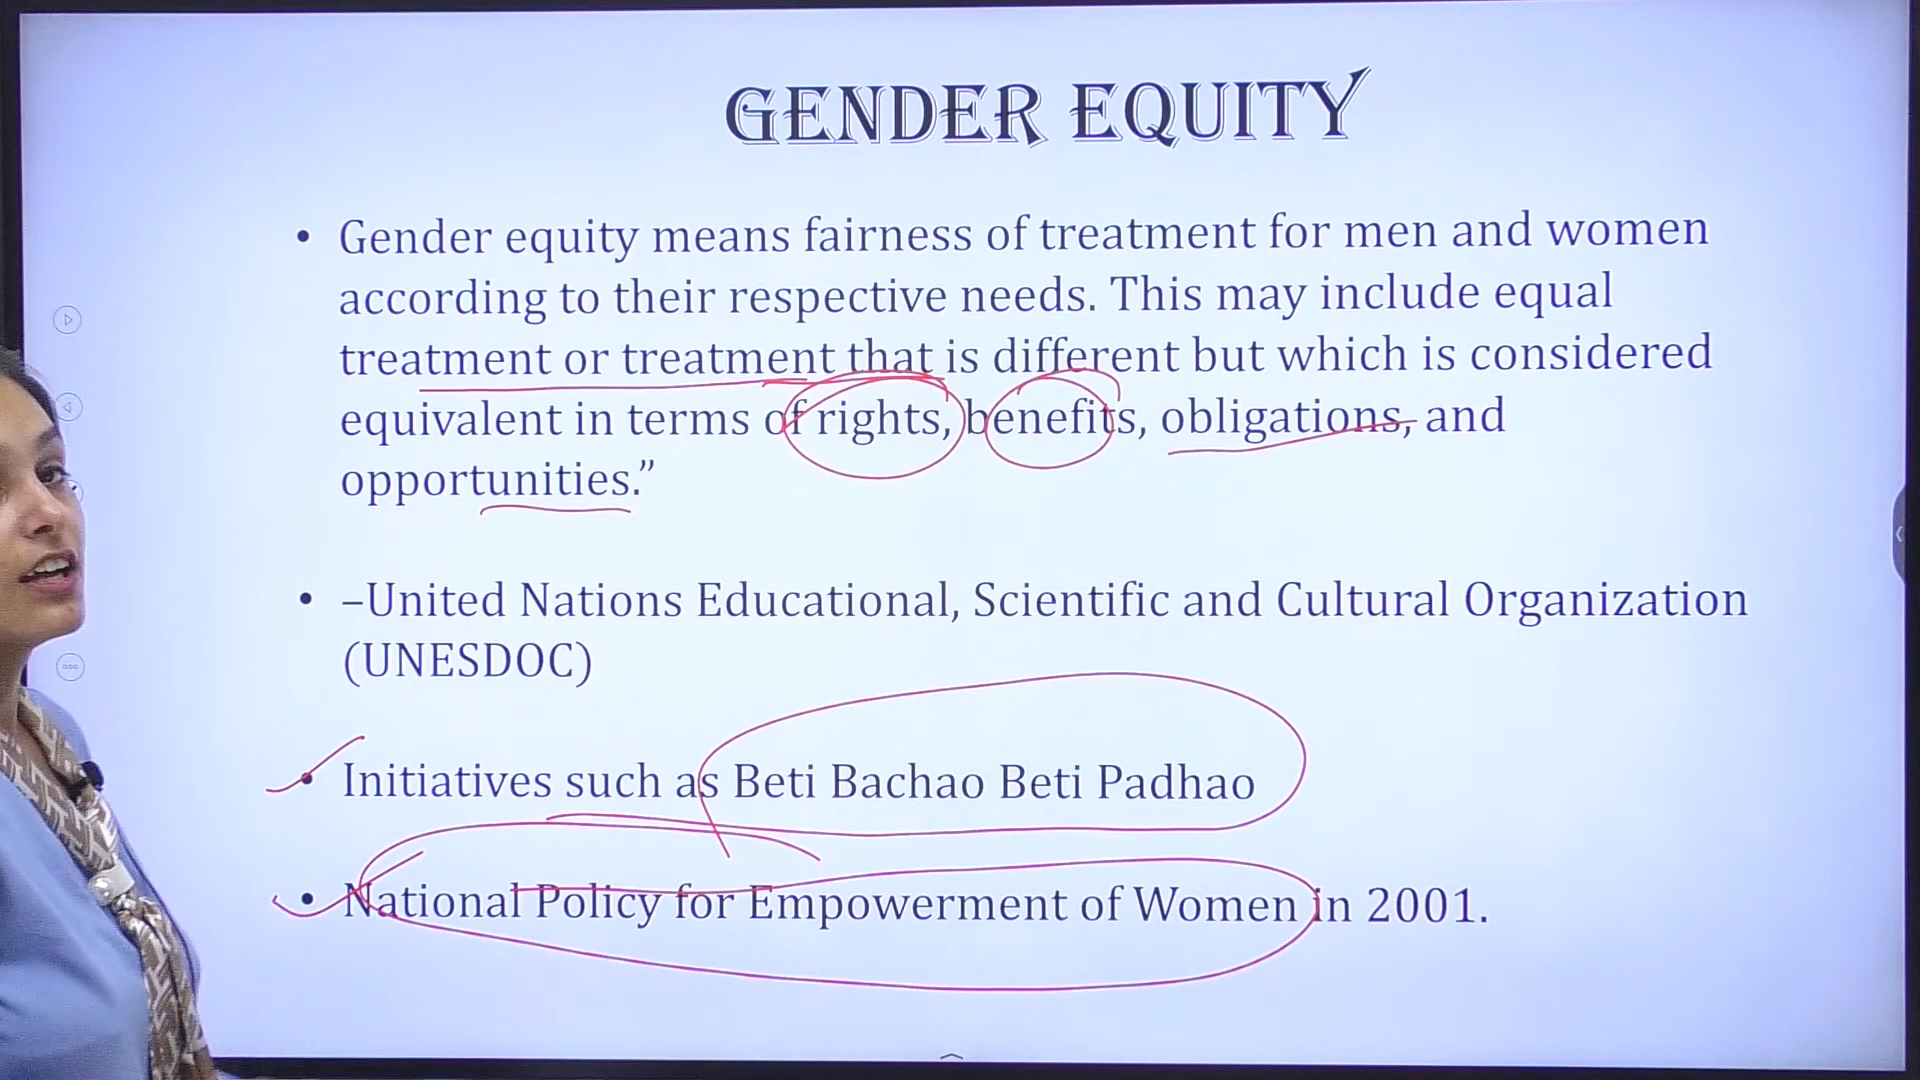 GENDER EQUITY
• Gender equity means fairness of treatment for men and women
according to their respective needs. This may include equal
treatment or treatment that is different but which is considered
equivalent in terms of rights, benefits, obligations, and
opportunities.”
• –United Nations Educational, Scientific and Cultural Organization
(UNESDOC)
• Initiatives such as Beti Bachao Beti Padhao
• National Policy for Empowerment of Women in 2001.